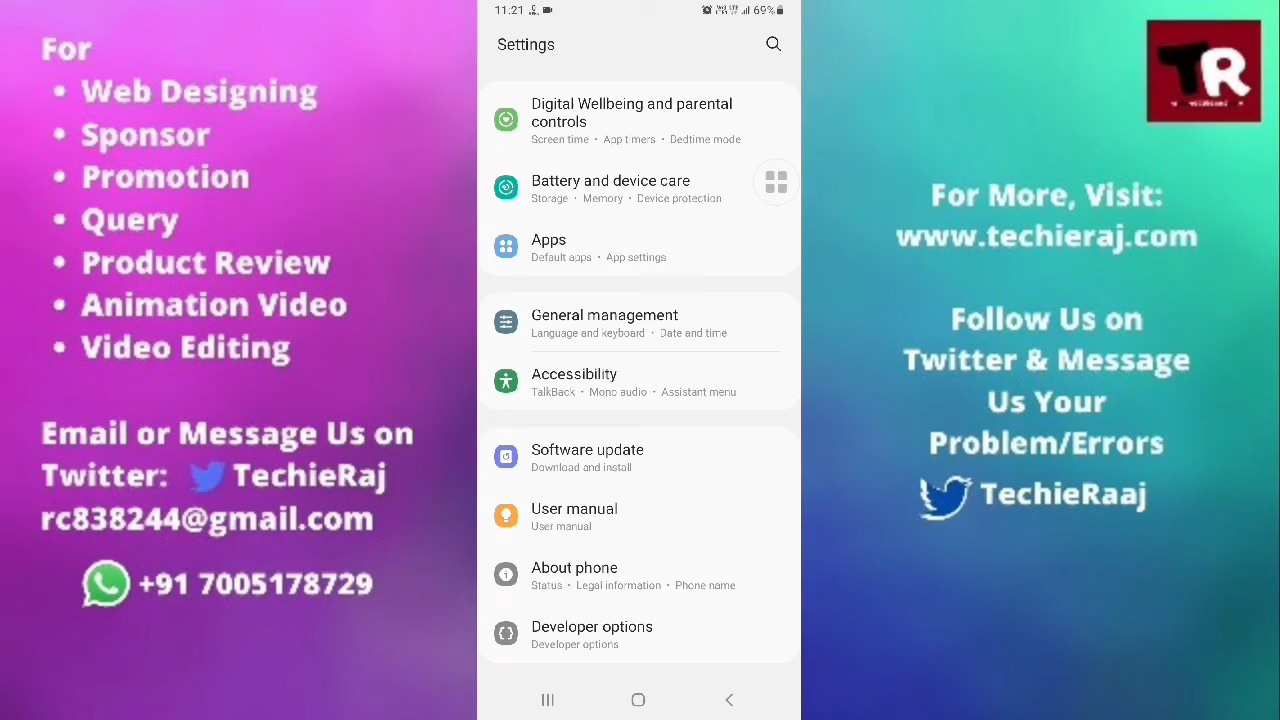 For
• Web Designing
• Sponsor
• Promotion
• Query
• Product Review
• Animation Video
• Video Editing
Email or Message Us on
Twitter: TechieRaj
rc838244@gmail.com
+91 7005178729
11:21
69%
Settings
Digital Wellbeing and parental
controls
Screen time • App timers • Bedtime mode
Battery and device care
Storage • Memory • Device protection
Apps
Default apps • App settings
General management
Language and keyboard • Date and time
Accessibility
TalkBack • Mono audio • Assistant menu
Software update
Download and install
User manual
User manual
About phone
Status • Legal information • Phone name
Developer options
Developer options
TR
For More, Visit:
www.techieraj.com
Follow Us on
Twitter & Message
Us Your
Problem/Errors
TechieRaaj